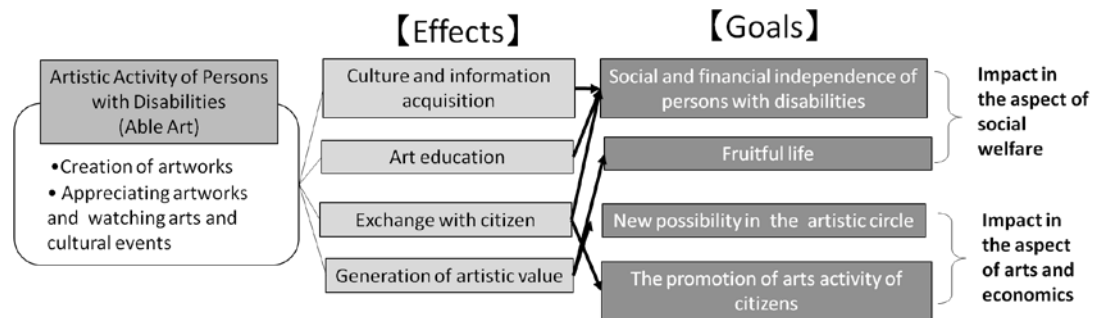 【Effects】
【Goals】
Artistic Activity of Persons
with Disabilities
(Able Art)
•Creation of artworks
• Appreciating artworks
and watching arts and
cultural events
Culture and information
acquisition
Art education
Exchange with citizen
Generation of artistic value
Social and financial independence of
persons with disabilities
Fruitful life
New possibility in the artistic circle
The promotion of arts activity of
citizens
Impact in
the aspect of
social
welfare
Impact in
the aspect
of arts and
economics